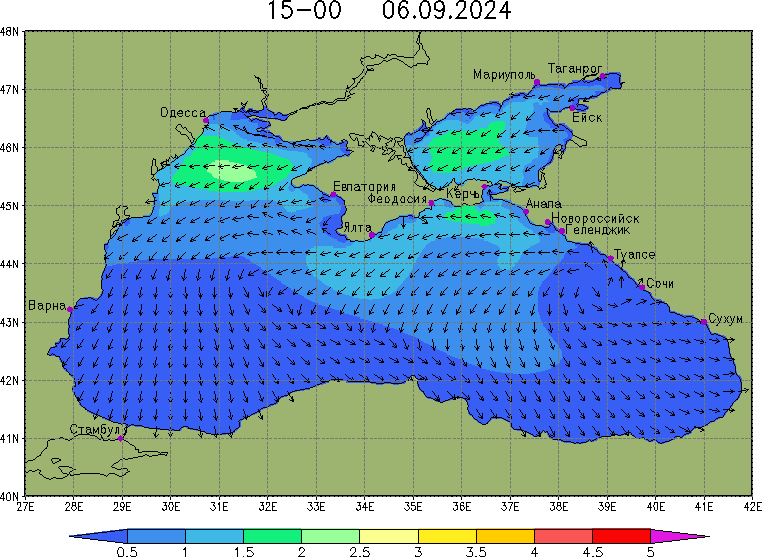 15-00 06.09.2024
48N
47N
46N
45N
44N
43N
42N
41N
40N
Таганрог
Мариуполь
Ейск
Одесса
Евпатория
Феодосия
Керчь
Анапа
Новороссийск
Геленджик
Ялта
Туапсе
Сочи
Варна
Сухум
Стамбул
27E 28E 29E 30E 31E 32E 33E 34E 35E 36E 37E 38E 39E 40E 41E 42E
0.5 1 1.5 2 2.5 3 3.5 4 4.5 5